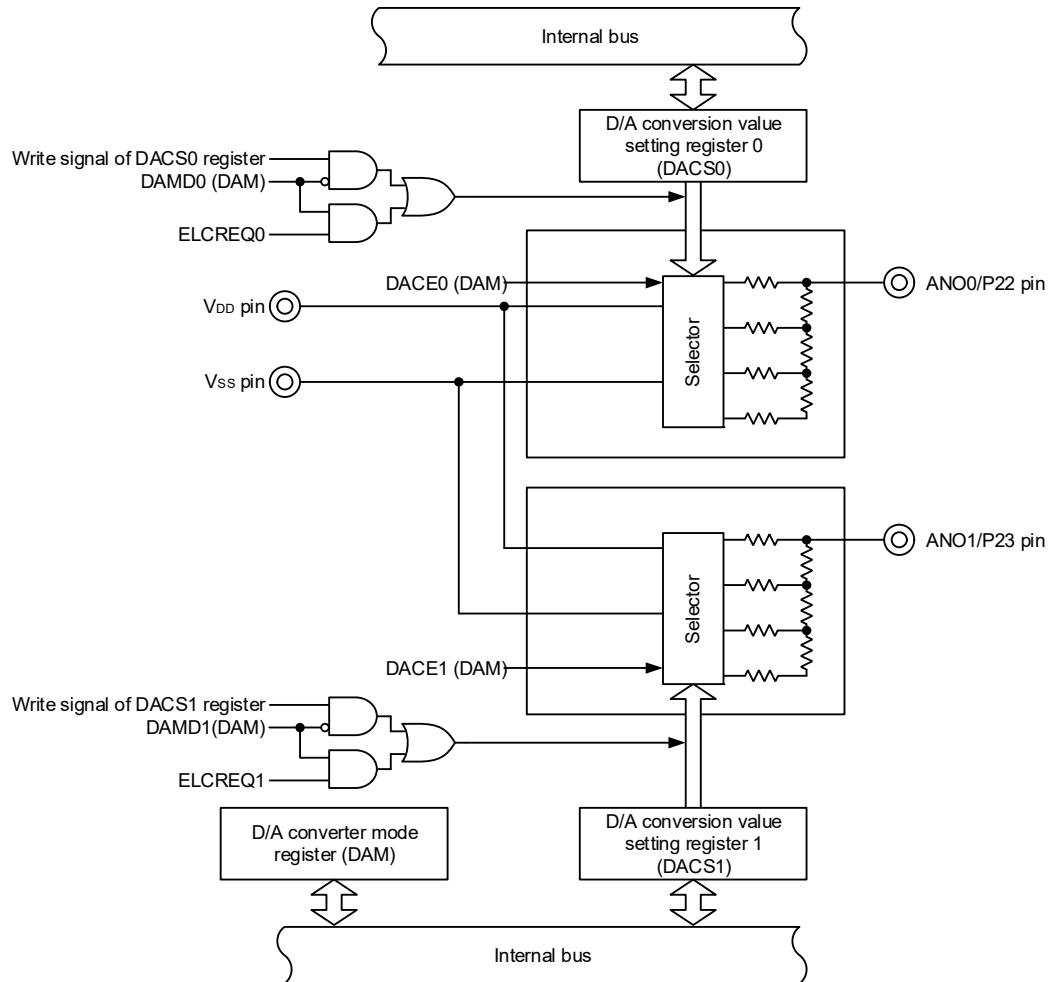 Internal bus
D/A conversion value
setting register 0
(DACS0)
Write signal of DACS0 register
DAMD0 (DAM)
ELCREQ0
DACE0 (DAM)
VDD pin
VSS pin
Selector
ANO0/P22 pin
Selector
ANO1/P23 pin
DACE1 (DAM)
Write signal of DACS1 register
DAMD1(DAM)
ELCREQ1
D/A converter mode
register (DAM)
D/A conversion value
setting register 1
(DACS1)
Internal bus